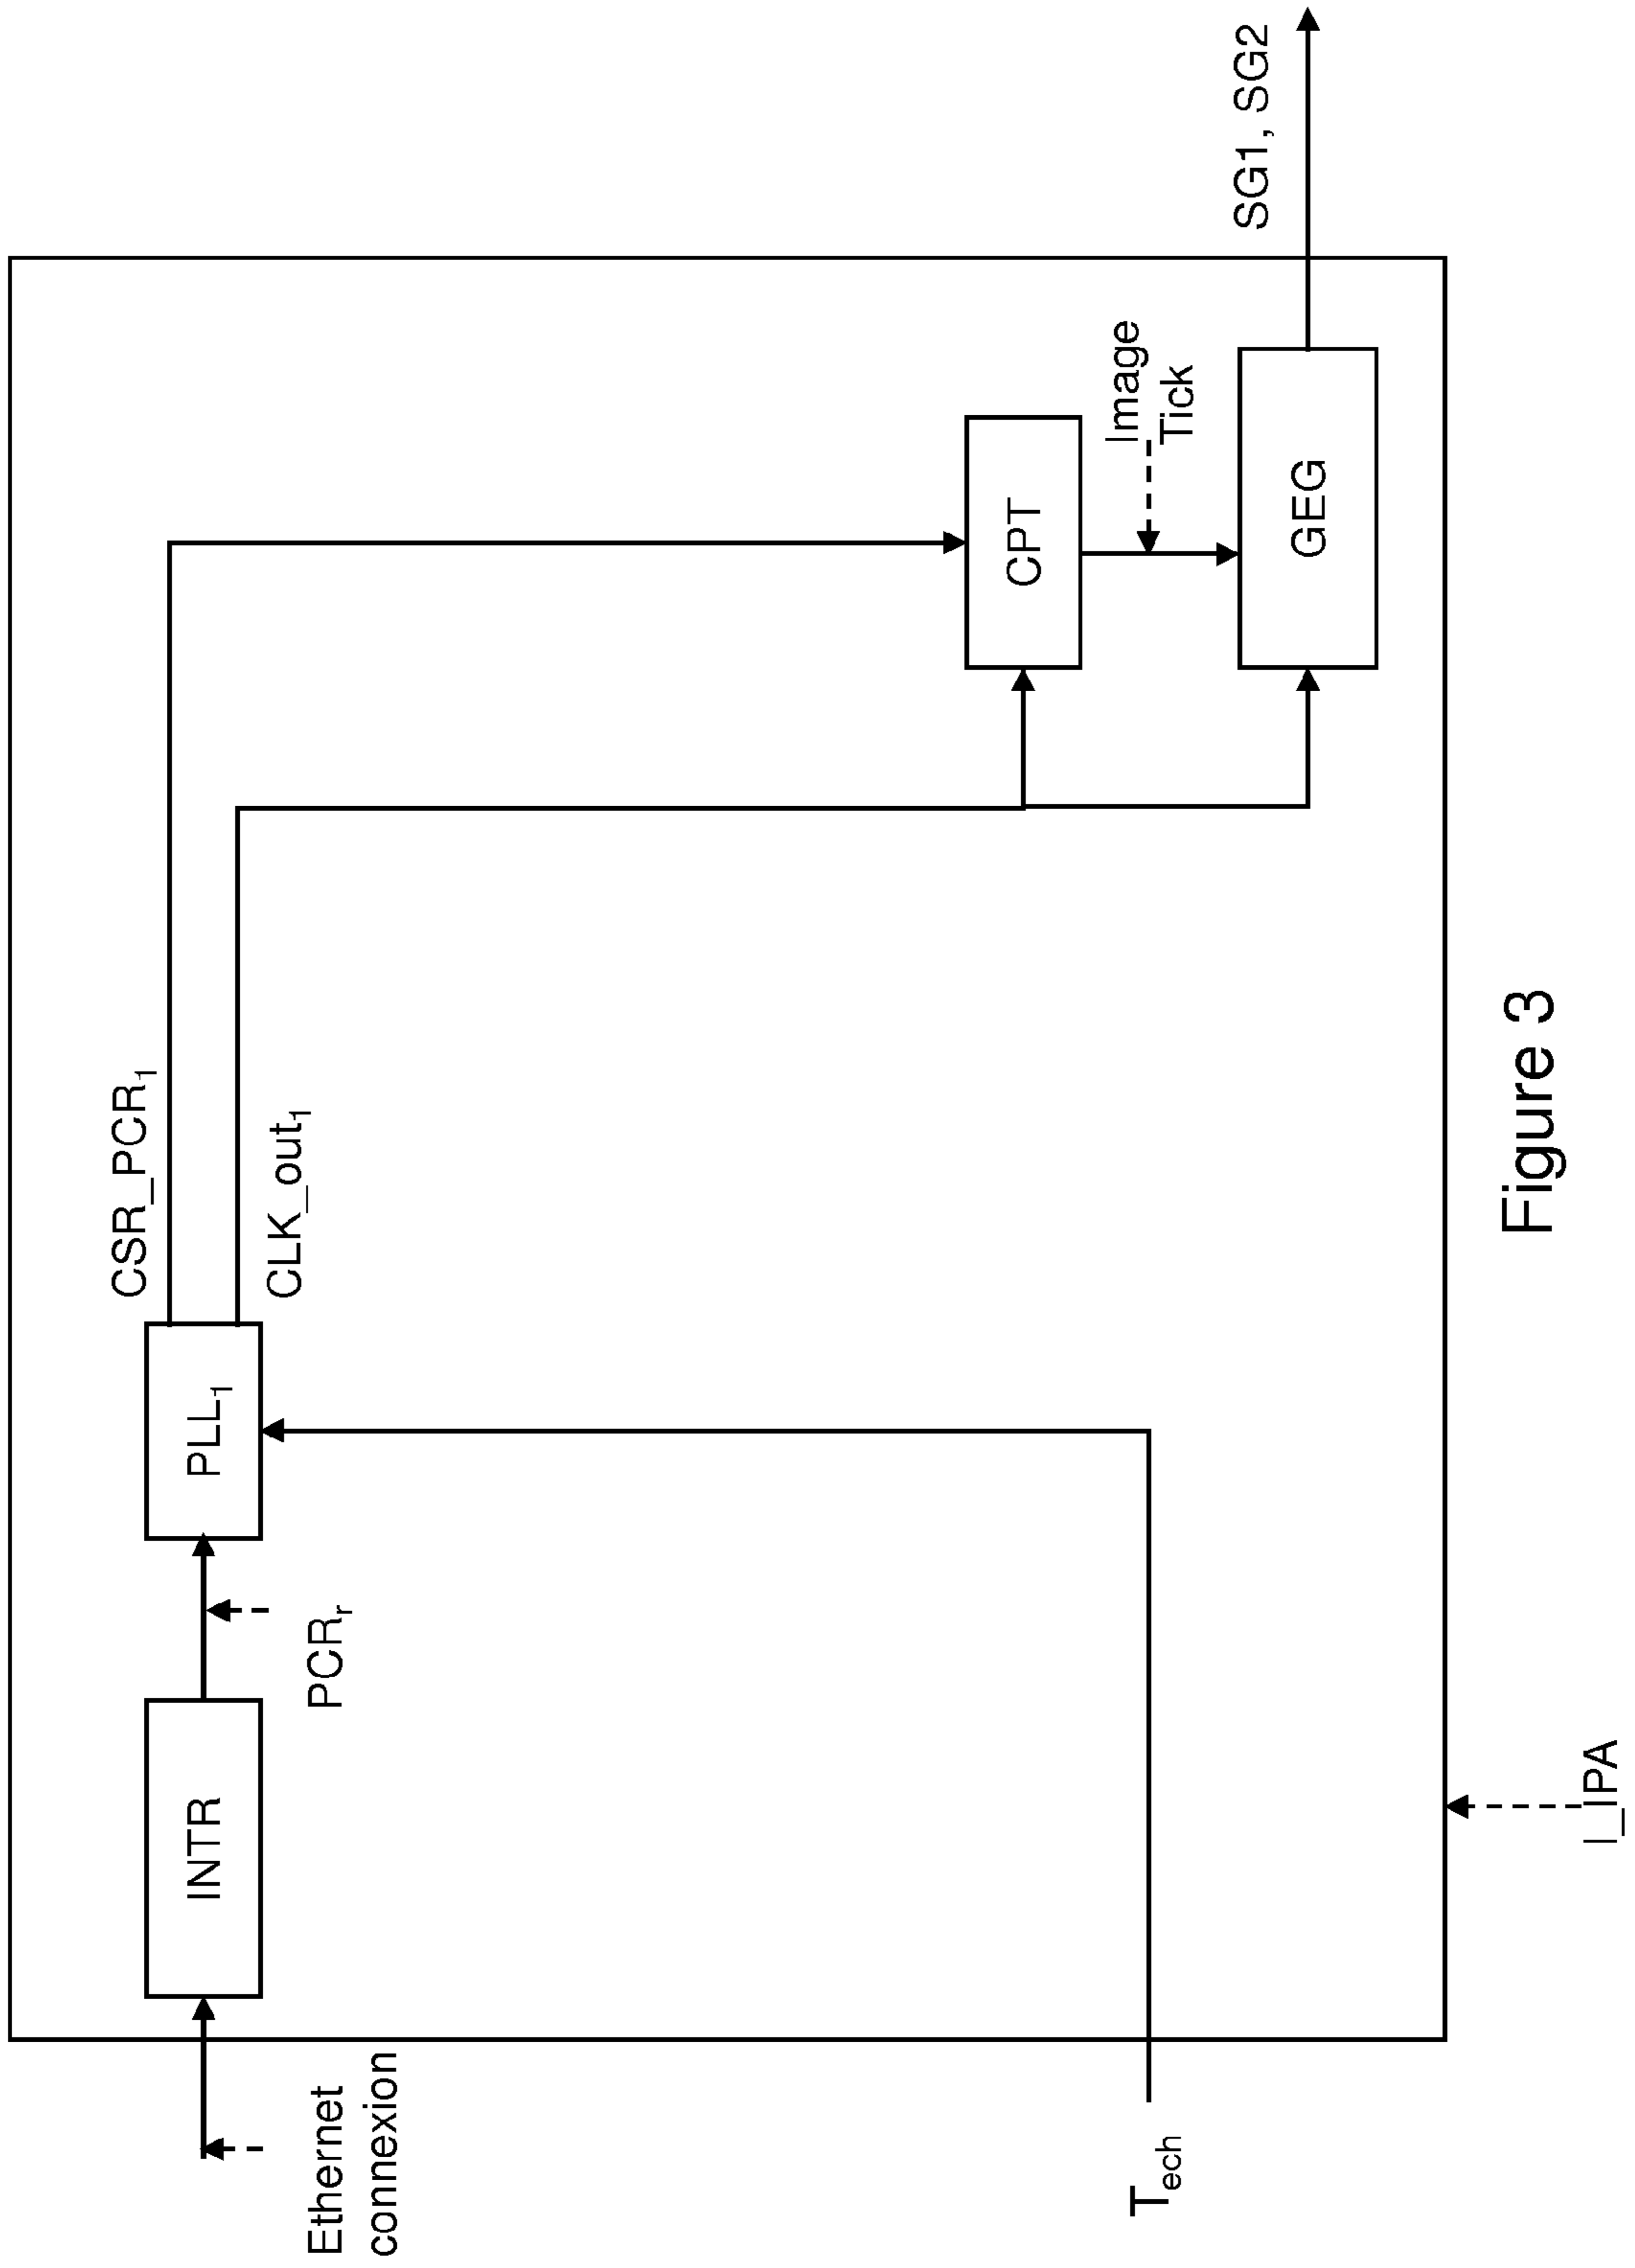 CSR_PCR1
SG1, SG2
PLL1
CLK_out1
INTR
PCRr
Ethernet
connexion
CPT
Image
Tick
GEG
Tech
I_IPA
Figure 3